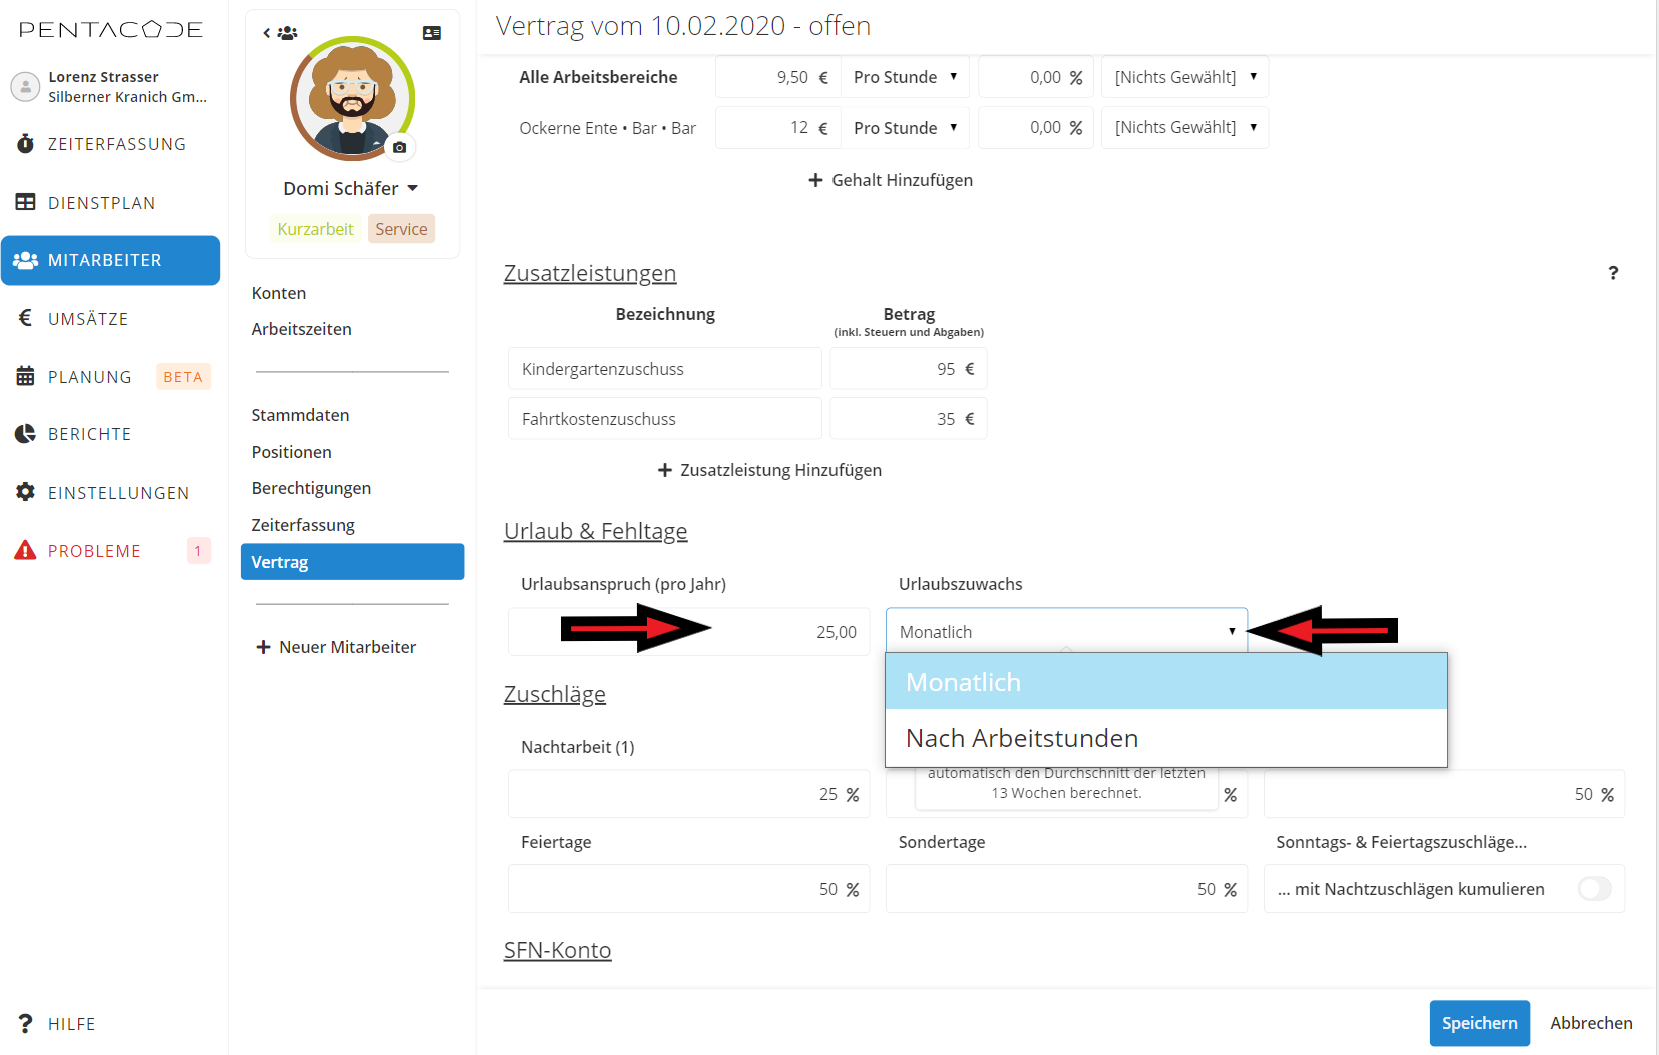 PENTACODE
Lorenz Strasser
Silberner Kranich Gm...
ZEITERFASSUNG
DIENSTPLAN
MITARBEITER
UMSÄTZE
PLANUNG BETA
BERICHTE
EINSTELLUNGEN
PROBLEME 1
HILFE
Domi Schäfer
Kurzarbeit Service
Konten
Arbeitszeiten
Stammdaten
Positionen
Berechtigungen
Zeiterfassung
Vertrag
Neuer Mitarbeiter
Vertrag vom 10.02.2020 - offen
Alle Arbeitsbereiche 9,50 € Pro Stunde 0,00 % [Nichts Gewählt]
Ockerne Ente • Bar • Bar 12 € Pro Stunde 0,00 % [Nichts Gewählt]
+ Gehalt Hinzufügen
Zusatzleistungen ?
Bezeichnung Betrag
(inkl. Steuern und Abgaben)
Kindergartenzuschuss 95 €
Fahrtkostenzuschuss 35 €
+ Zusatzleistung Hinzufügen
Urlaub & Fehltage
Urlaubsanspruch (pro Jahr) Urlaubszuwachs
25,00 Monatlich
Monatlich
Nach Arbeitstunden
Zuschläge
Nachtarbeit (1)
automatisch den Durchschnitt der letzten
13 Wochen berechnet.
25 % % 50 %
Feiertage Sondertage Sonntags- & Feiertagszuschläge...
50 % 50 % ... mit Nachtzuschlägen kumulieren
SFN-Konto
Speichern Abbrechen